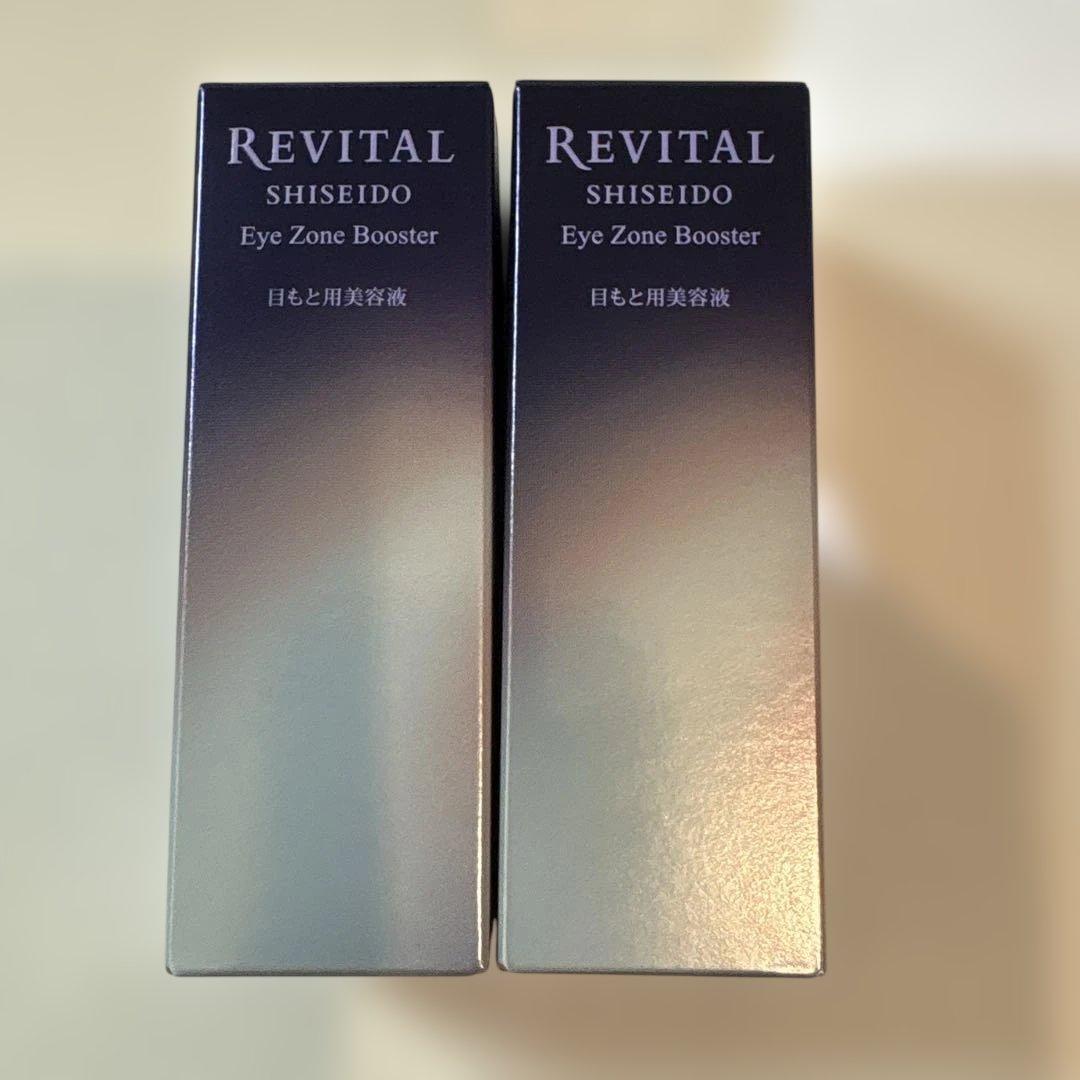 REVITAL
SHISEIDO
Eye Zone Booster
目もと用美容液
REVITAL
SHISEIDO
Eye Zone Booster
目もと用美容液